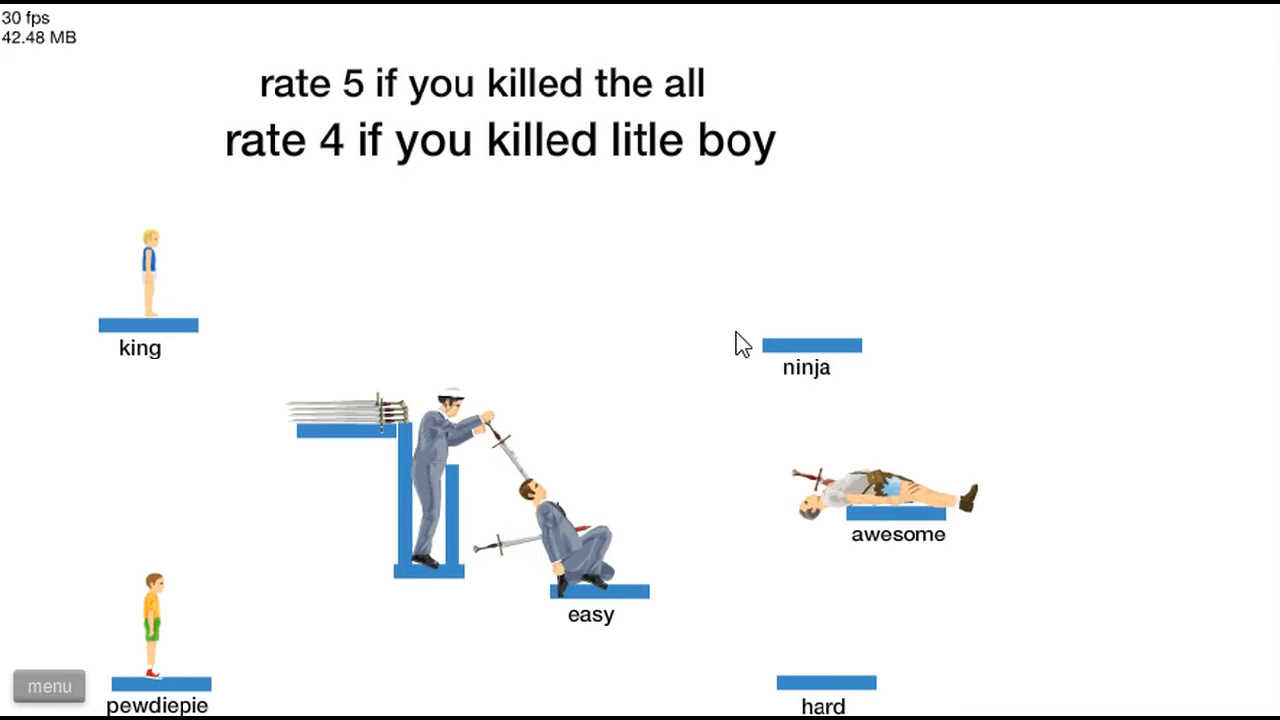 30 fps
42.48 MB
rate 5 if you killed the all
rate 4 if you killed litle boy
king
ninja
awesome
easy
menu
pewdiepie
hard